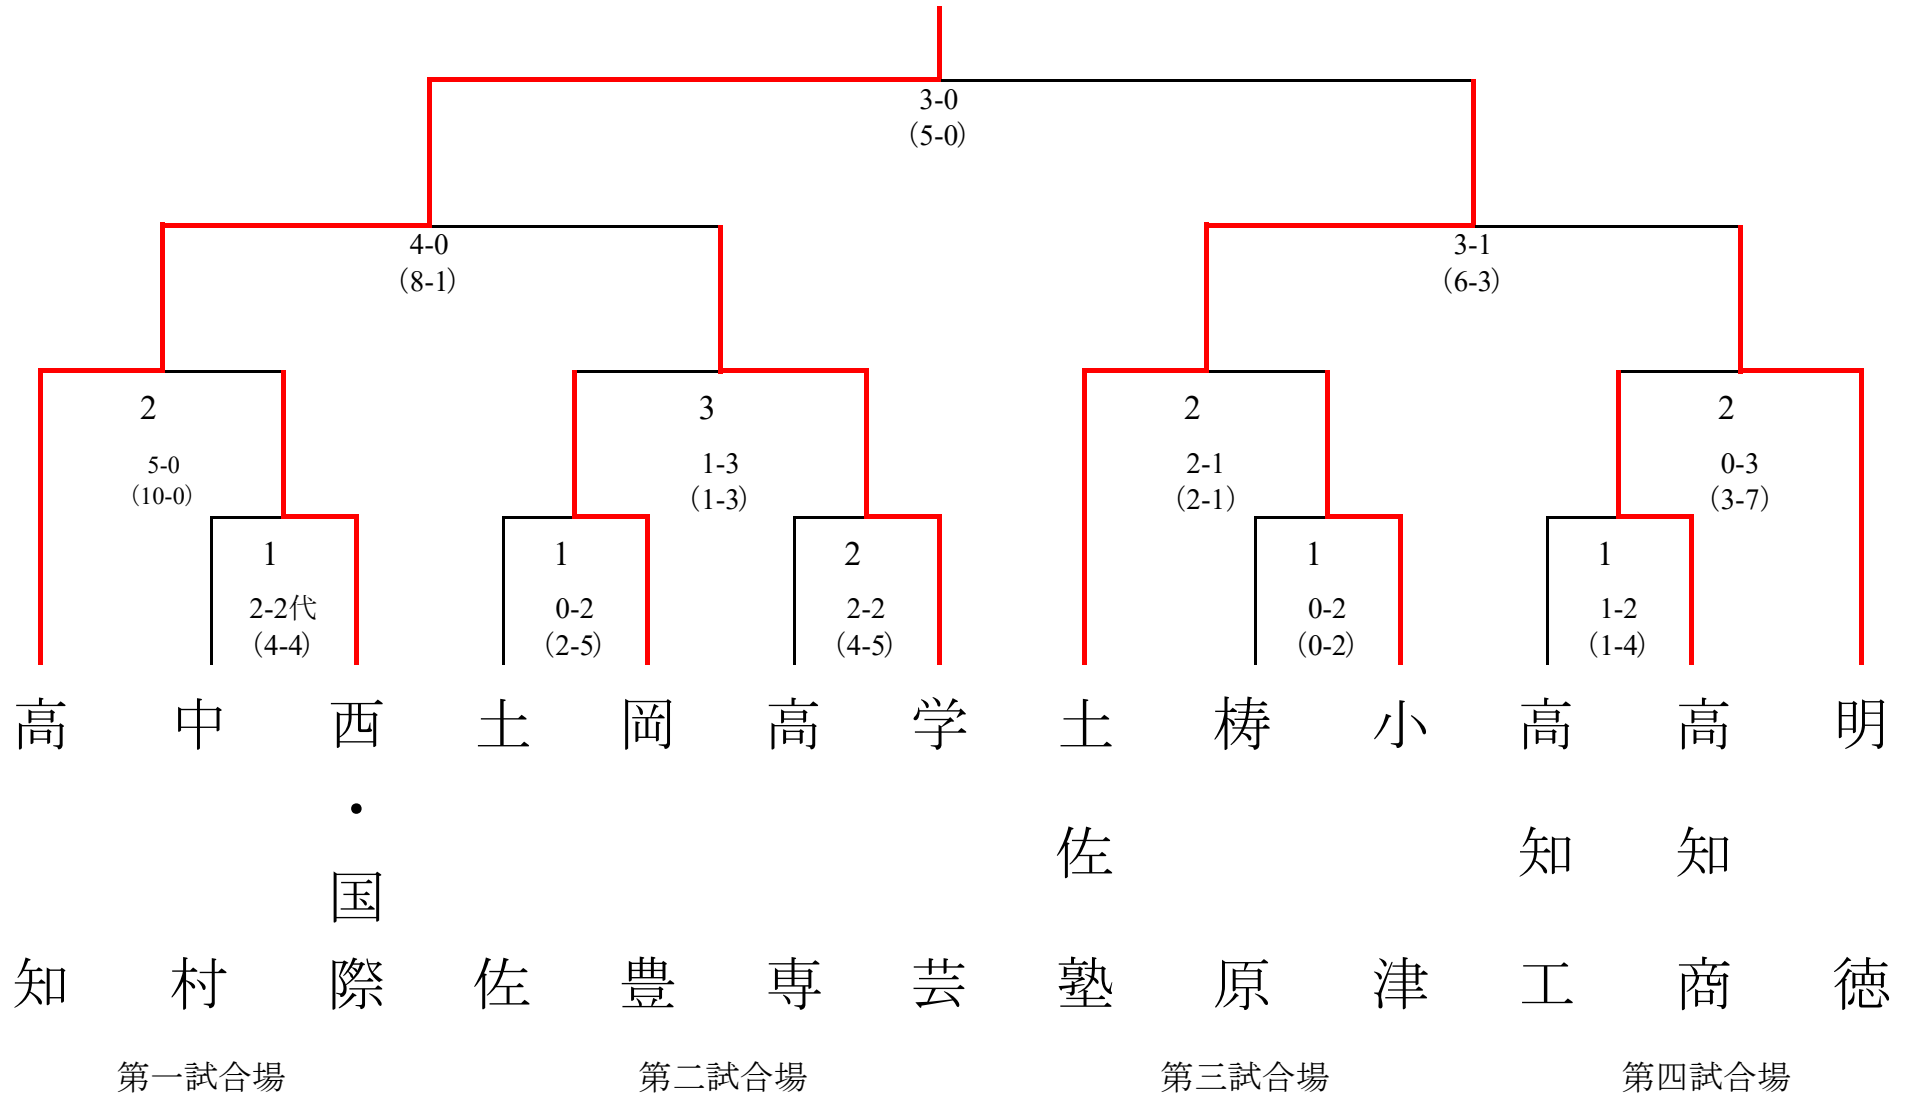 3-0
(5-0)
4-0
(8-1)
3-1
(6-3)
2
5-0
(10-0)
3
1-3
(1-3)
2
2-1
(2-1)
2
0-3
(3-7)
1
2-2代
(4-4)
1
0-2
(2-5)
2
2-2
(4-5)
1
0-2
(0-2)
1
1-2
(1-4)
高知
中村
西・国際
土佐
岡豊
高専
学芸
土佐塾
梼原
小津
高知工
高知商
明徳
第一試合場
第二試合場
第三試合場
第四試合場